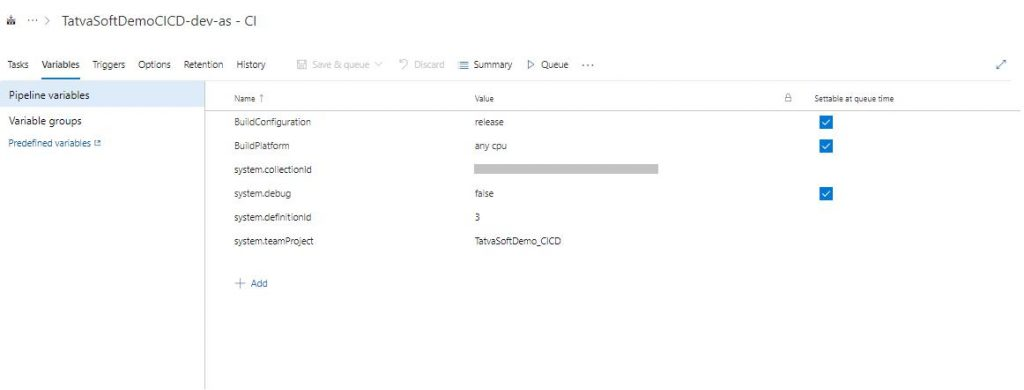 ··· > TatvaSoftDemoCICD-dev-as - CI
Tasks Variables Triggers Options Retention History Save & queue Discard Summary Queue ···
Pipeline variables
Variable groups
Predefined variables
Name ↑ Value Settable at queue time
BuildConfiguration release
BuildPlatform any cpu
system.collectionId
system.debug false
system.definitionId 3
system.teamProject TatvaSoftDemo_CICD
+ Add